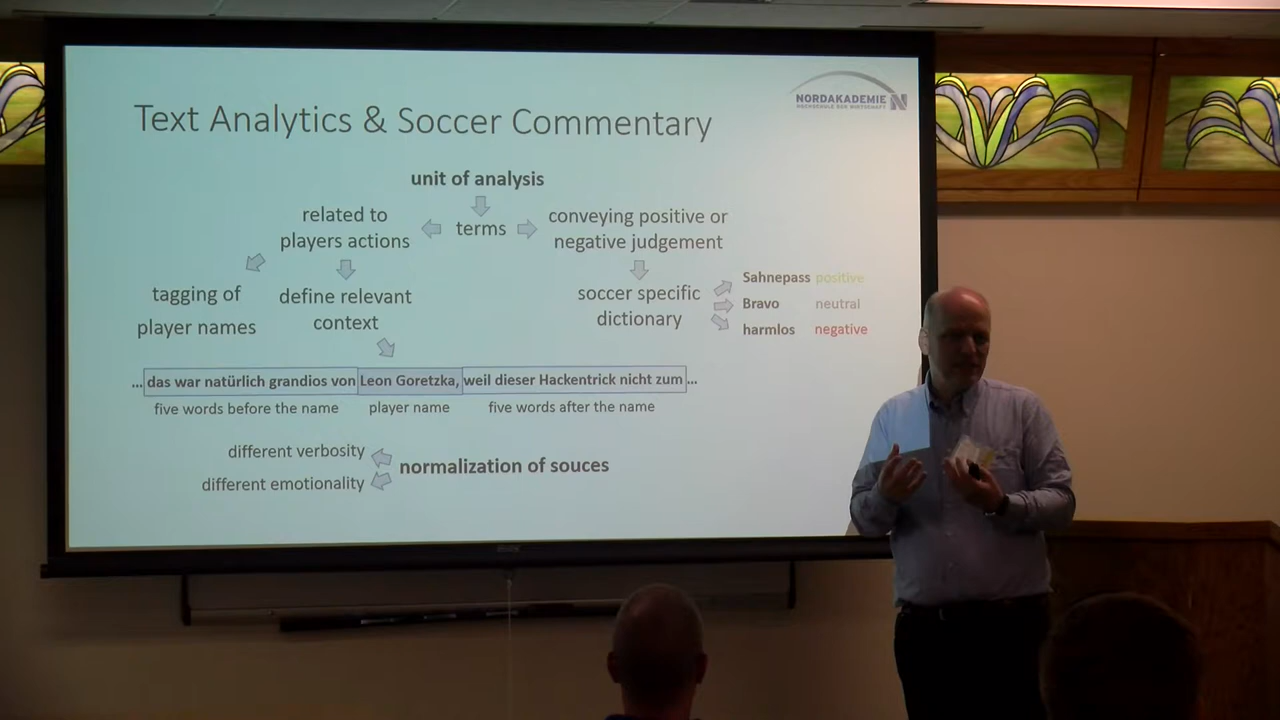 NORDAKADEMIE N
HOCHSCHULE DER WIRTSCHAFT
Text Analytics & Soccer Commentary
unit of analysis
related to
players actions
terms
conveying positive or
negative judgement
tagging of
player names
define relevant
context
soccer specific
dictionary
Sahnepass positive
Bravo neutral
harmlos negative
... das war natürlich grandios von Leon Goretzka, weil dieser Hackentrick nicht zum ...
five words before the name player name five words after the name
different verbosity
different emotionality
normalization of souces